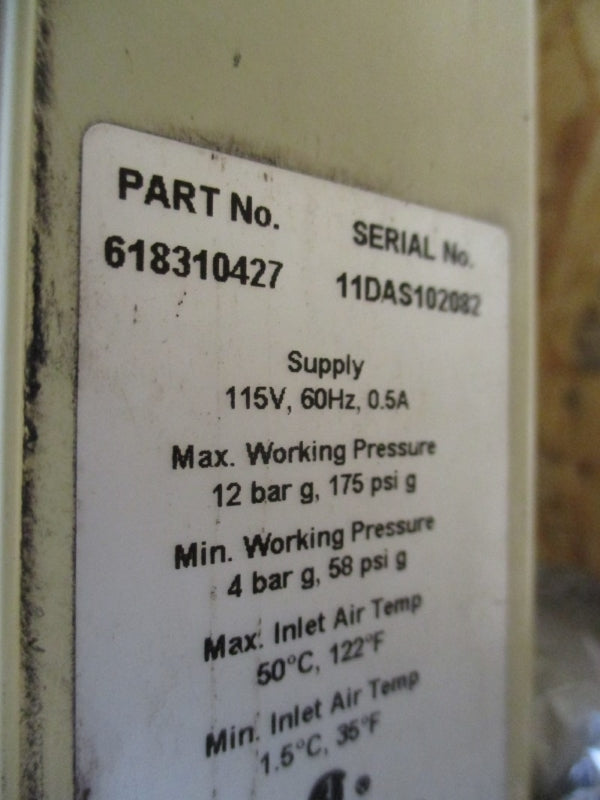 PART No. SERIAL No.
618310427 11DAS102082
Supply
115V, 60Hz, 0.5A
Max. Working Pressure
12 bar g, 175 psi g
Min. Working Pressure
4 bar g, 58 psi g
Max. Inlet Air Temp
50°C, 122°F
Min. Inlet Air Temp
1.5°C, 35°F